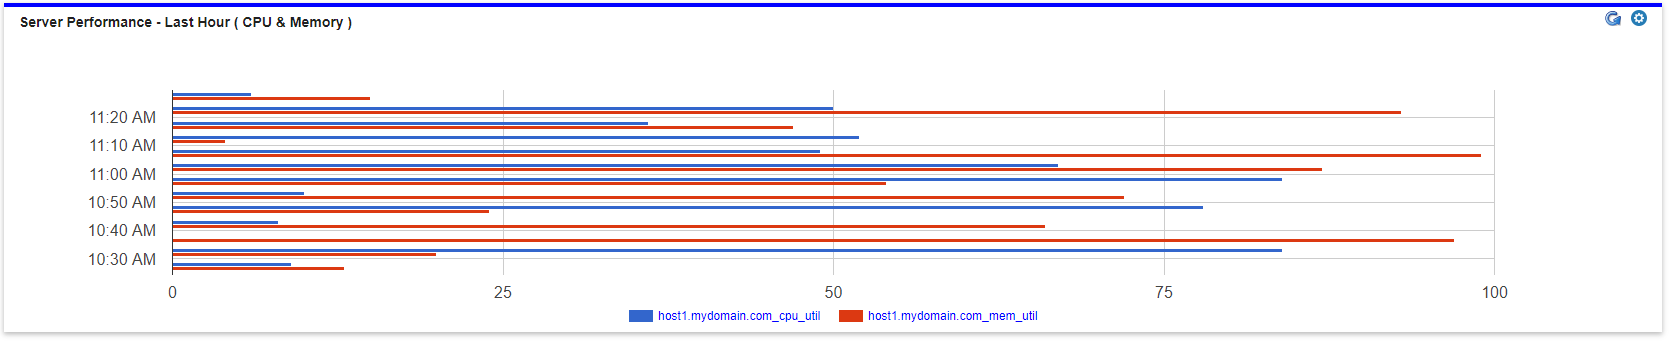 Server Performance - Last Hour ( CPU & Memory )
11:20 AM
11:10 AM
11:00 AM
10:50 AM
10:40 AM
10:30 AM
0 25 50 75 100
host1.mydomain.com_cpu_util host1.mydomain.com_mem_util